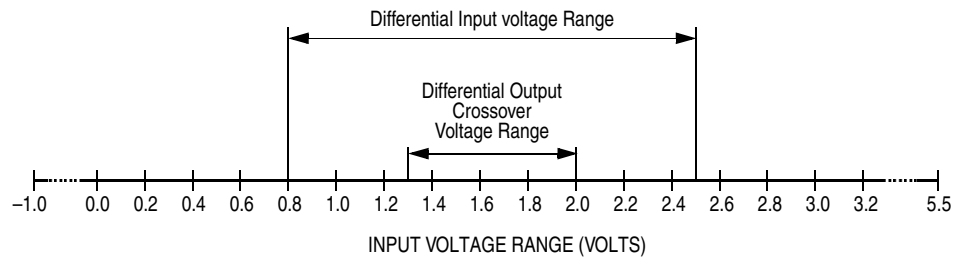 Differential Input voltage Range
Differential Output
Crossover
Voltage Range
–1.0 0.0 0.2 0.4 0.6 0.8 1.0 1.2 1.4 1.6 1.8 2.0 2.2 2.4 2.6 2.8 3.0 3.2 5.5
INPUT VOLTAGE RANGE (VOLTS)